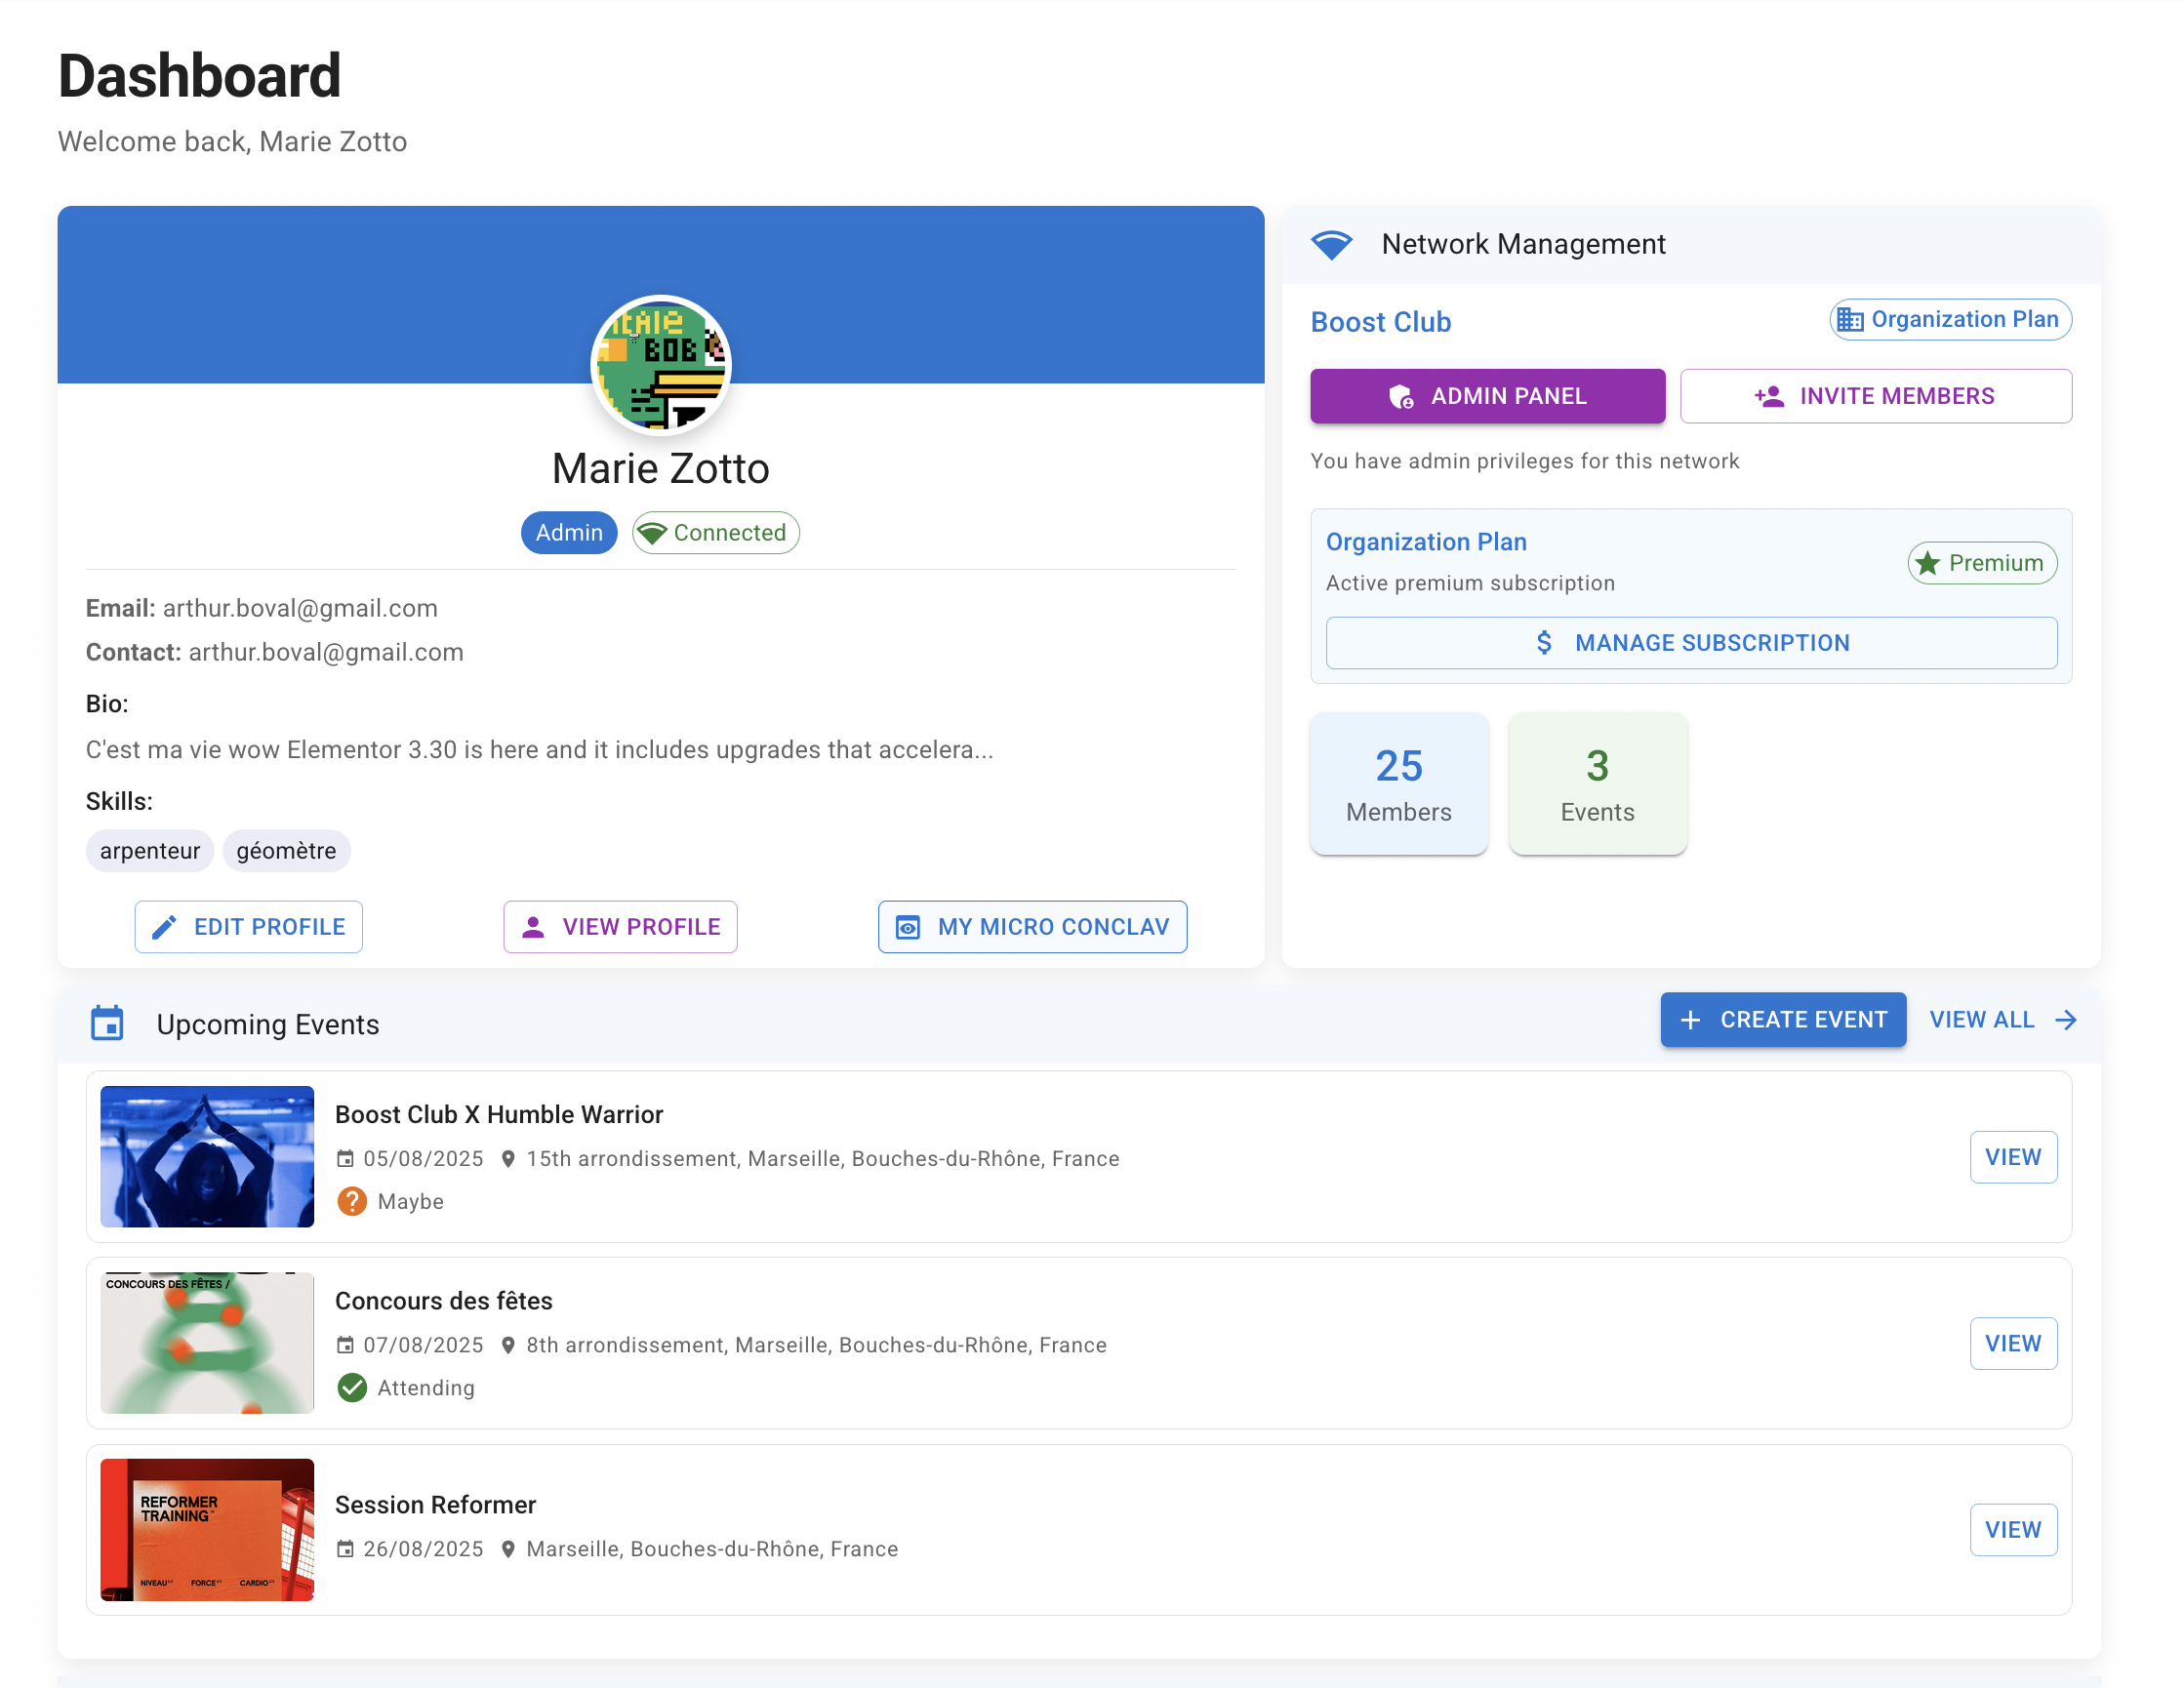 Dashboard
Welcome back, Marie Zotto
BOB
Marie Zotto
Admin
Connected
Email: arthur.boval@gmail.com
Contact: arthur.boval@gmail.com
Bio:
C'est ma vie wow Elementor 3.30 is here and it includes upgrades that accelera...
Skills:
arpenteur
géomètre
EDIT PROFILE
VIEW PROFILE
MY MICRO CONCLAV
Network Management
Boost Club
Organization Plan
ADMIN PANEL
INVITE MEMBERS
You have admin privileges for this network
Organization Plan
Active premium subscription
Premium
$ MANAGE SUBSCRIPTION
25
Members
3
Events
Upcoming Events
+ CREATE EVENT
VIEW ALL
Boost Club X Humble Warrior
05/08/2025 15th arrondissement, Marseille, Bouches-du-Rhône, France
? Maybe
VIEW
CONCOURS DES FÊTES /
Concours des fêtes
07/08/2025 8th arrondissement, Marseille, Bouches-du-Rhône, France
Attending
VIEW
REFORMER
TRAINING
NIVEAU FORCE CARDIO
Session Reformer
26/08/2025 Marseille, Bouches-du-Rhône, France
VIEW